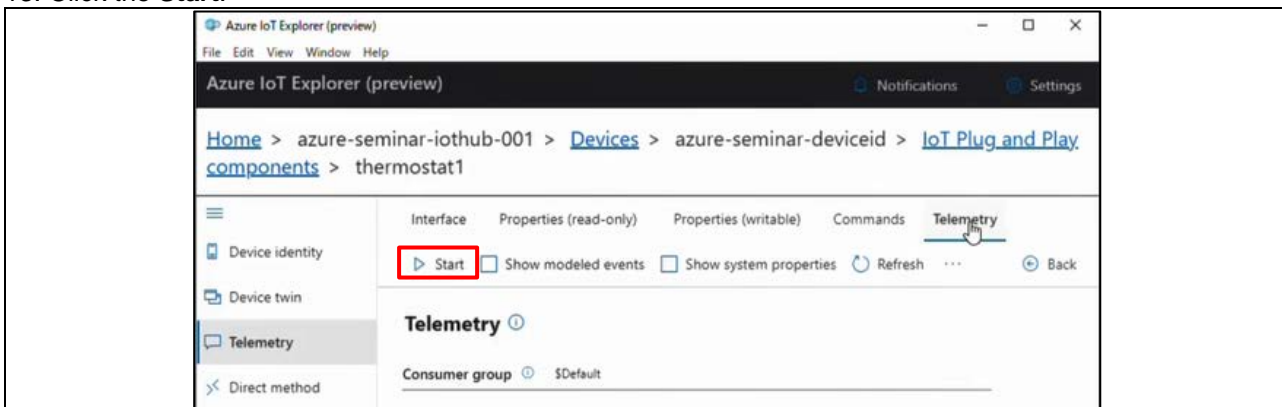 Click the Start.
Azure IoT Explorer (preview)
File Edit View Window Help
Azure IoT Explorer (preview)
Notifications
Settings
Home > azure-seminar-iothub-001 > Devices > azure-seminar-deviceid > IoT Plug and Play
components > thermostat1
Interface Properties (read-only) Properties (writable) Commands Telemetry
Device identity
Start Show modeled events Show system properties Refresh ... Back
Device twin
Telemetry
Telemetry
Consumer group $Default
Direct method